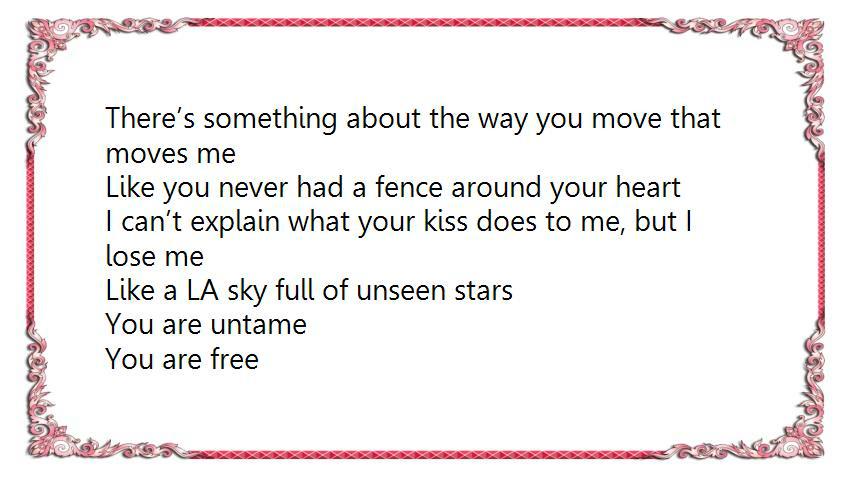 There’s something about the way you move that
moves me
Like you never had a fence around your heart
I can’t explain what your kiss does to me, but I
lose me
Like a LA sky full of unseen stars
You are untame
You are free